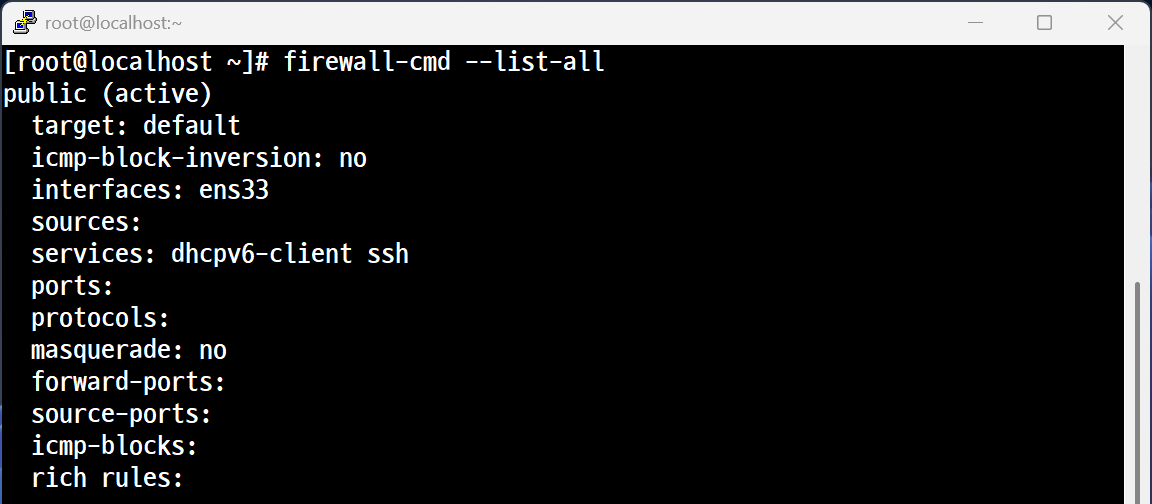 root@localhost:~
[root@localhost ~]# firewall-cmd --list-all
public (active)
  target: default
  icmp-block-inversion: no
  interfaces: ens33
  sources:
  services: dhcpv6-client ssh
  ports:
  protocols:
  masquerade: no
  forward-ports:
  source-ports:
  icmp-blocks:
  rich rules: